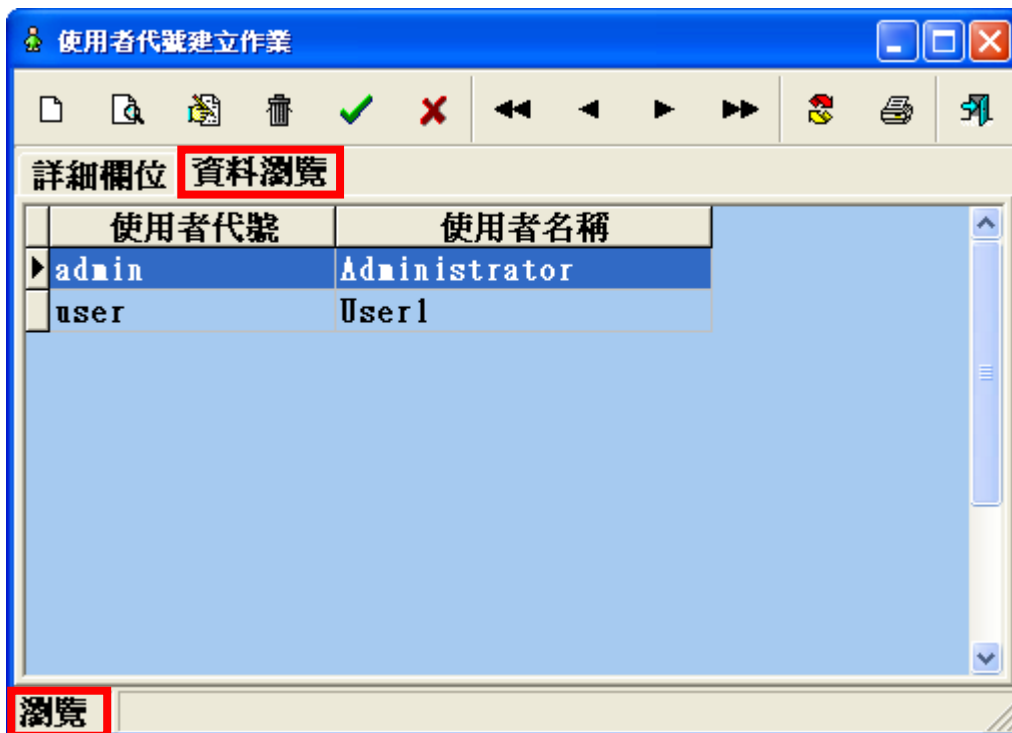 使用者代號建立作業
詳細欄位 資料瀏覽
使用者代號 使用者名稱
admin Administrator
user User1
瀏覽